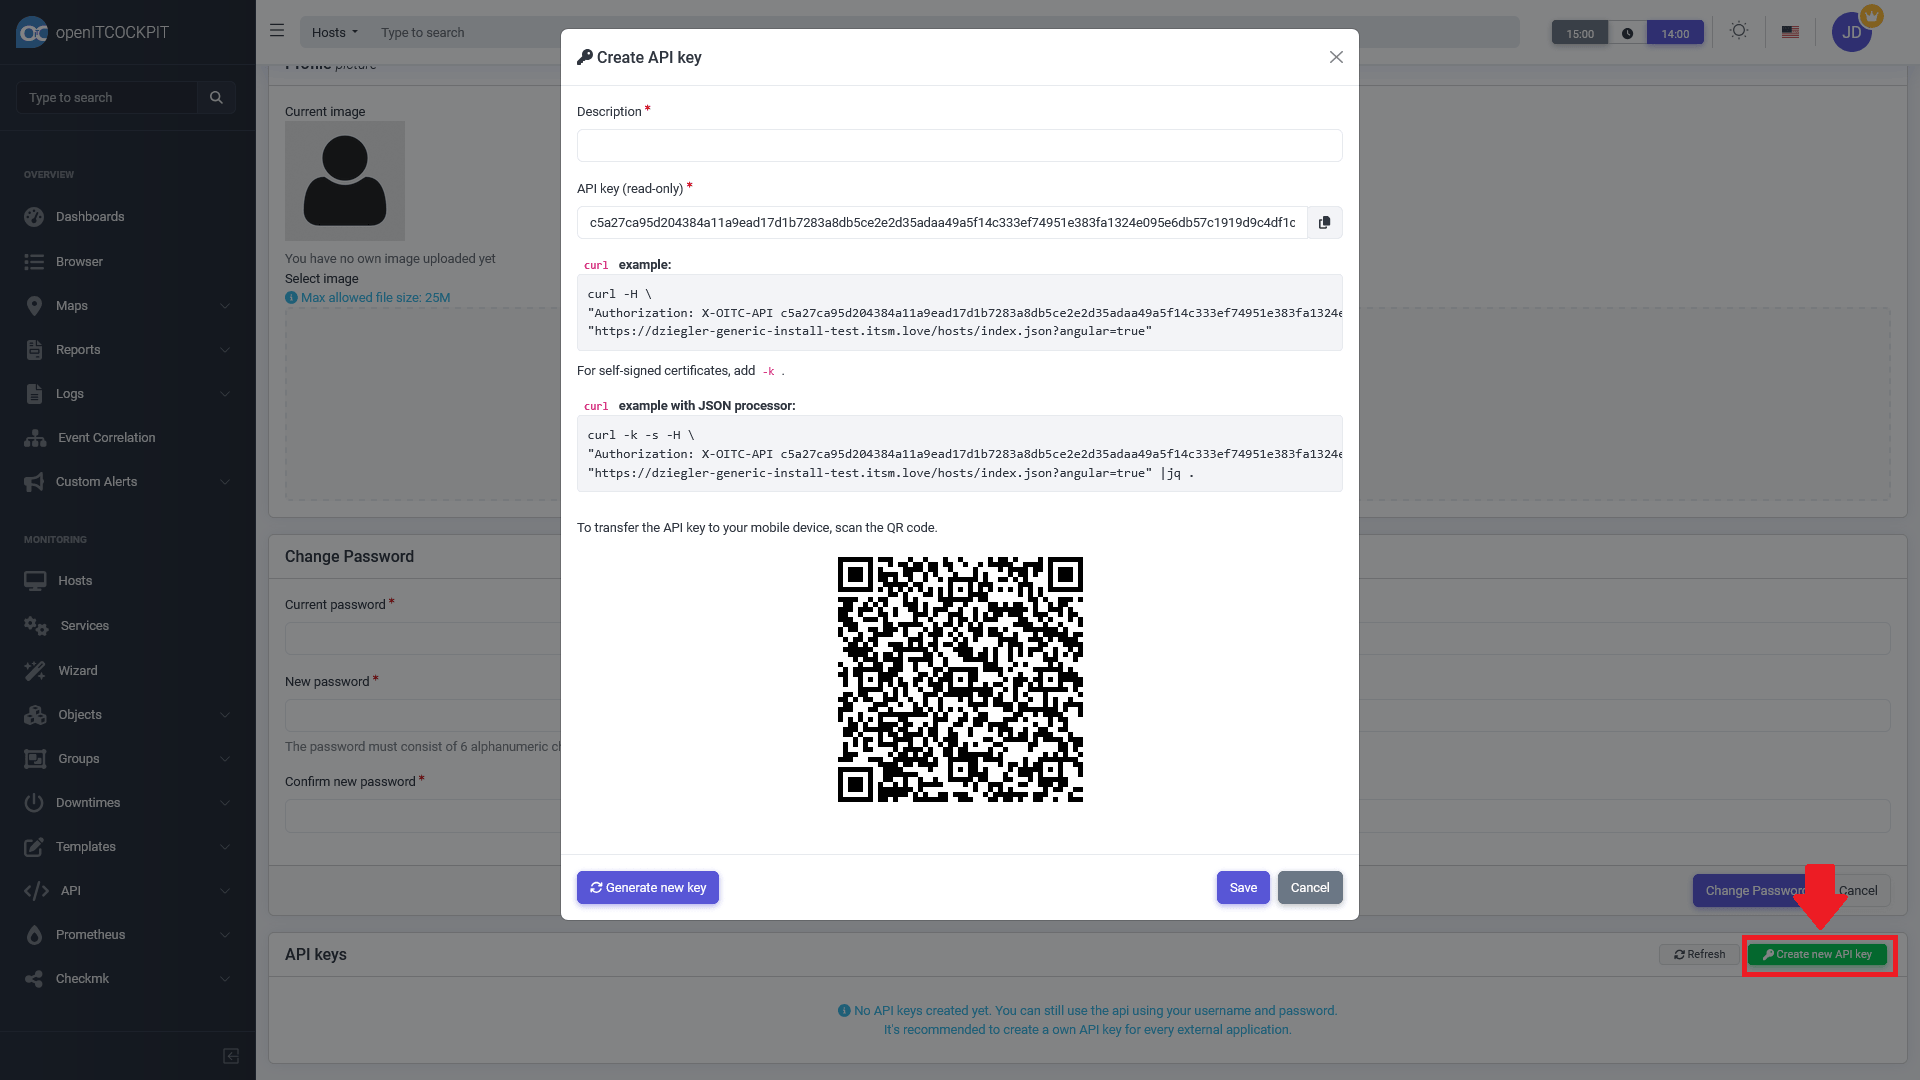 openITCOCKPIT
Hosts
Type to search
15:00
14:00
JD
Type to search
OVERVIEW
Dashboards
Browser
Maps
Reports
Logs
Event Correlation
Custom Alerts
MONITORING
Hosts
Services
Wizard
Objects
Groups
Downtimes
Templates
API
Prometheus
Checkmk
Profile picture
Current image
You have no own image uploaded yet
Select image
Max allowed file size: 25M
Change Password
Current password *
New password *
The password must consist of 6 alphanumeric
Confirm new password *
Change Password
Cancel
API keys
Refresh
Create new API key
No API keys created yet. You can still use the api using your username and password.
It's recommended to create a own API key for every external application.
Create API key
Description *
API key (read-only) *
c5a27ca95d204384a11a9ead17d1b7283a8db5ce2e2d35adaa49a5f14c333ef74951e383fa1324e095e6db57c1919d9c4df1c
curl example:
curl -H \
"Authorization: X-OITC-API c5a27ca95d204384a11a9ead17d1b7283a8db5ce2e2d35adaa49a5f14c333ef74951e383fa1324e
"https://dziegler-generic-install-test.itsm.love/hosts/index.json?angular=true"
For self-signed certificates, add -k .
curl example with JSON processor:
curl -k -s -H \
"Authorization: X-OITC-API c5a27ca95d204384a11a9ead17d1b7283a8db5ce2e2d35adaa49a5f14c333ef74951e383fa1324e
"https://dziegler-generic-install-test.itsm.love/hosts/index.json?angular=true" |jq .
To transfer the API key to your mobile device, scan the QR code.
Generate new key
Save
Cancel